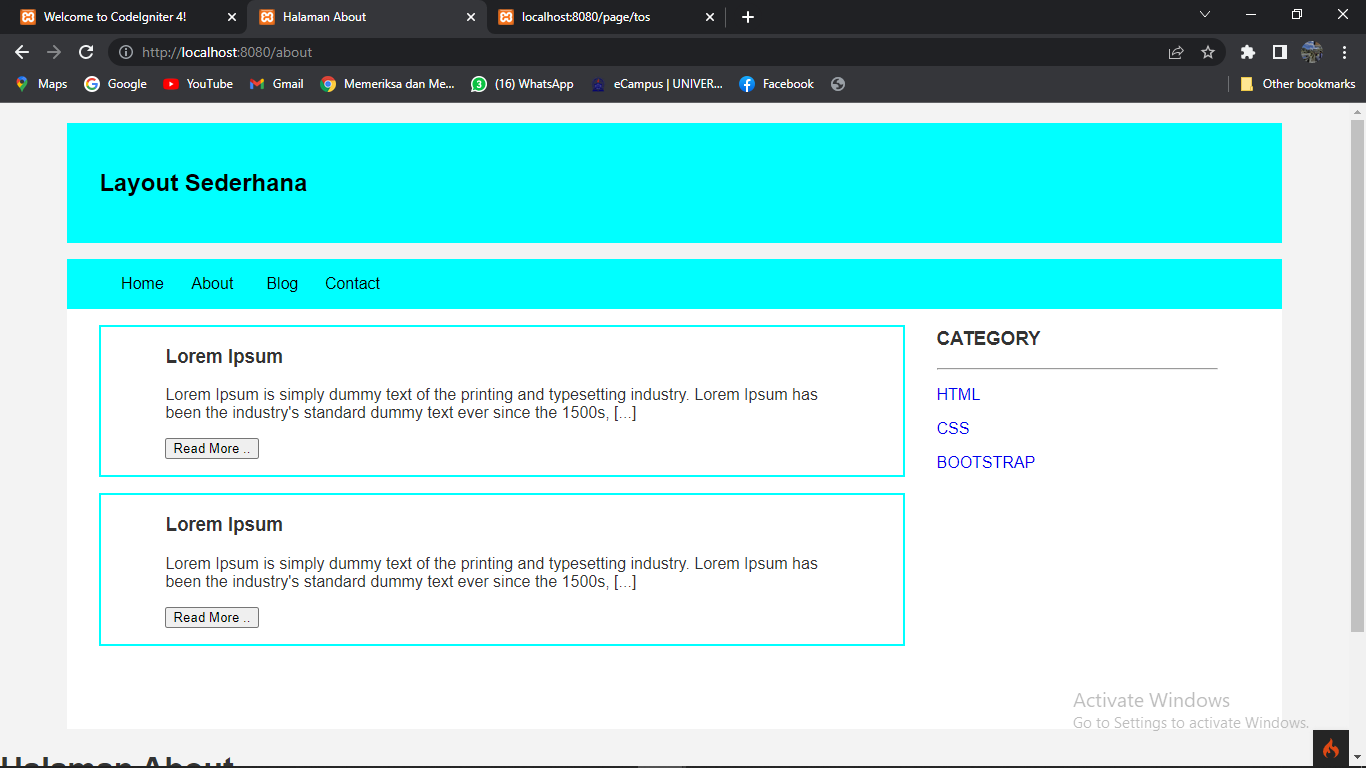 Welcome to CodeIgniter 4!
Halaman About
localhost:8080/page/tos
http://localhost:8080/about
Maps
Google
YouTube
Gmail
Memeriksa dan Me...
3
(16) WhatsApp
eCampus | UNIVER...
Facebook
Other bookmarks
Layout Sederhana
Home About Blog Contact
Lorem Ipsum
Lorem Ipsum is simply dummy text of the printing and typesetting industry. Lorem Ipsum has
been the industry's standard dummy text ever since the 1500s, [...]
Read More ..
Lorem Ipsum
Lorem Ipsum is simply dummy text of the printing and typesetting industry. Lorem Ipsum has
been the industry's standard dummy text ever since the 1500s, [...]
Read More ..
CATEGORY
HTML
CSS
BOOTSTRAP
Activate Windows
Go to Settings to activate Windows.
Halaman About